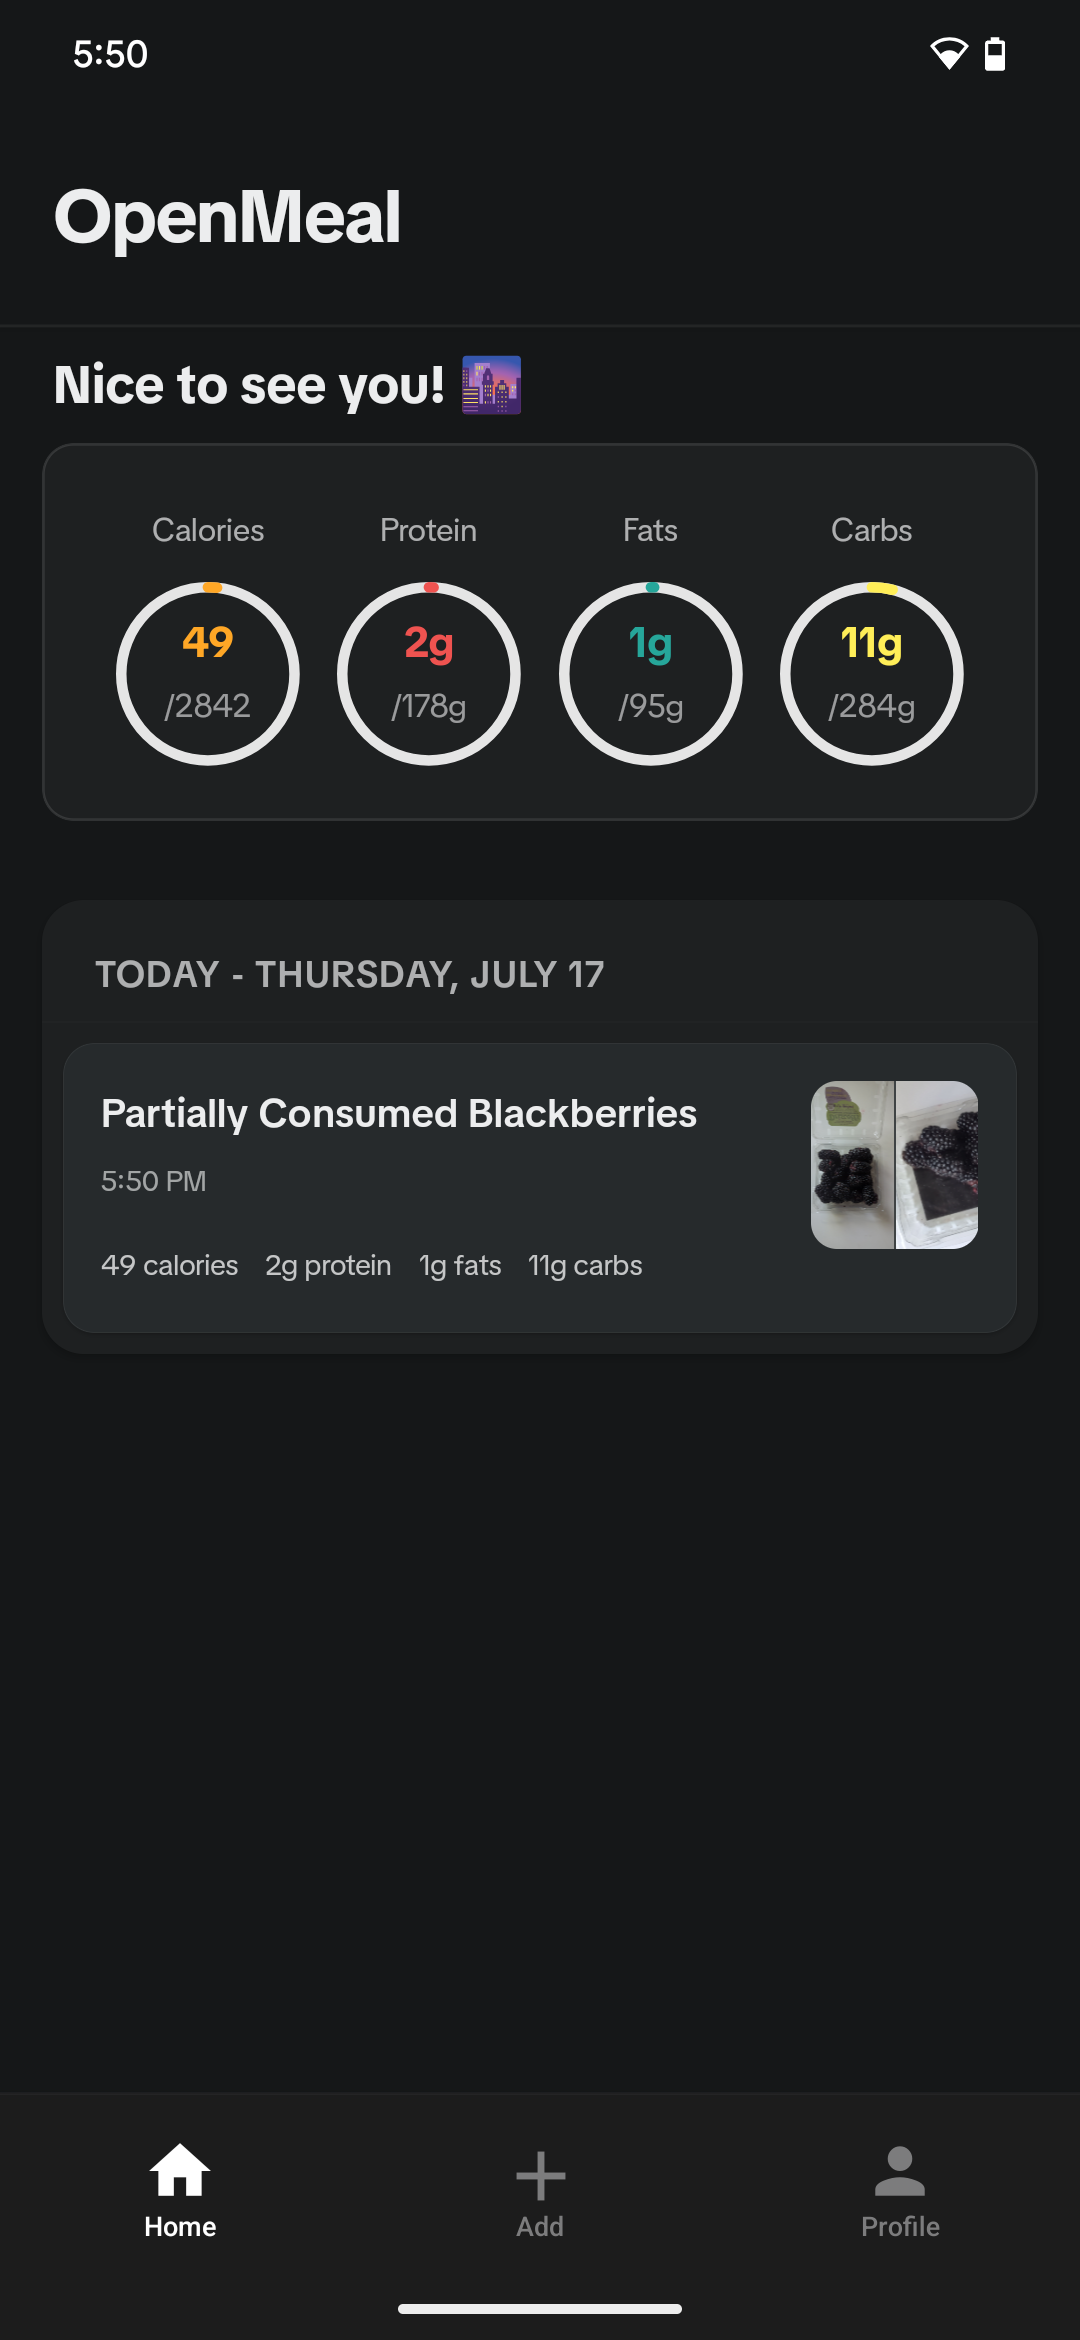 5:50
OpenMeal
Nice to see you! 🌆
Calories Protein Fats Carbs
49 2g 1g 11g
/2842 /178g /95g /284g
TODAY - THURSDAY, JULY 17
Partially Consumed Blackberries
5:50 PM
49 calories 2g protein 1g fats 11g carbs
Home Add Profile